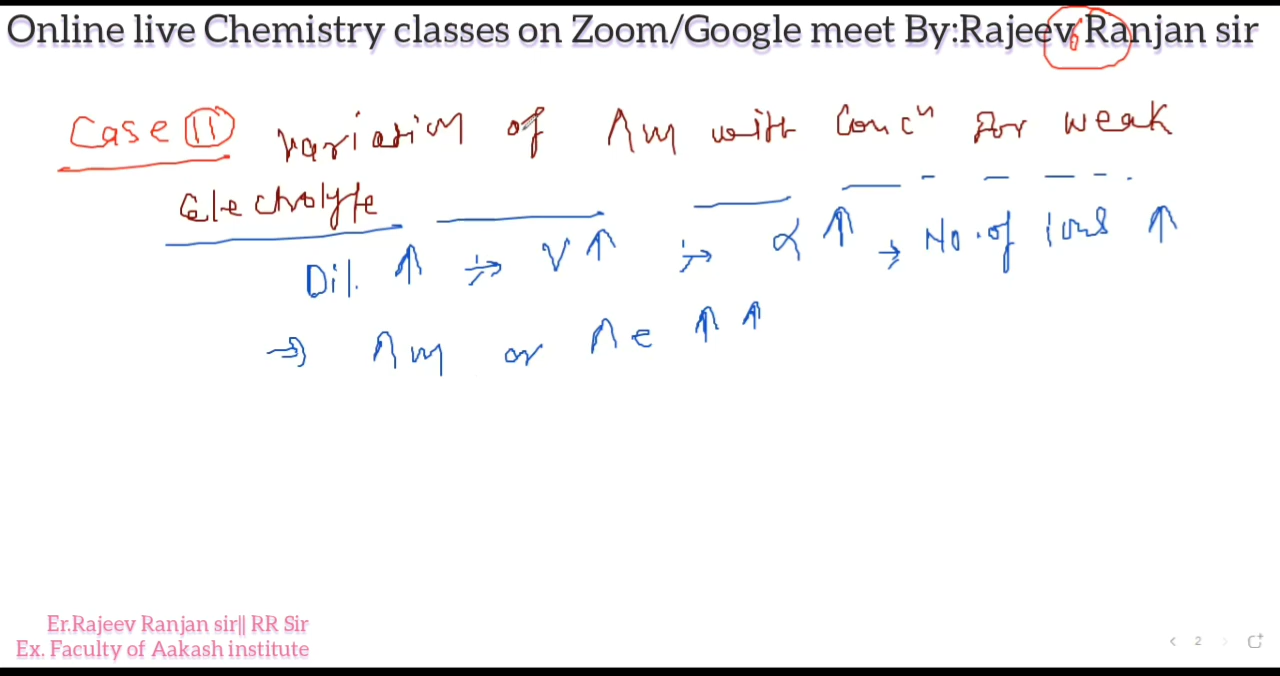 Online live Chemistry classes on Zoom/Google meet By:Rajeev Ranjan sir
Case 11 Variation of Λm with Concⁿ for weak
Electrolyte
Dil. ↑ → V ↑ → α ↑ → No. of Ions ↑
⇒ Λm or Λe ↑ ↑
Er.Rajeev Ranjan sir|| RR Sir
Ex. Faculty of Aakash institute
2